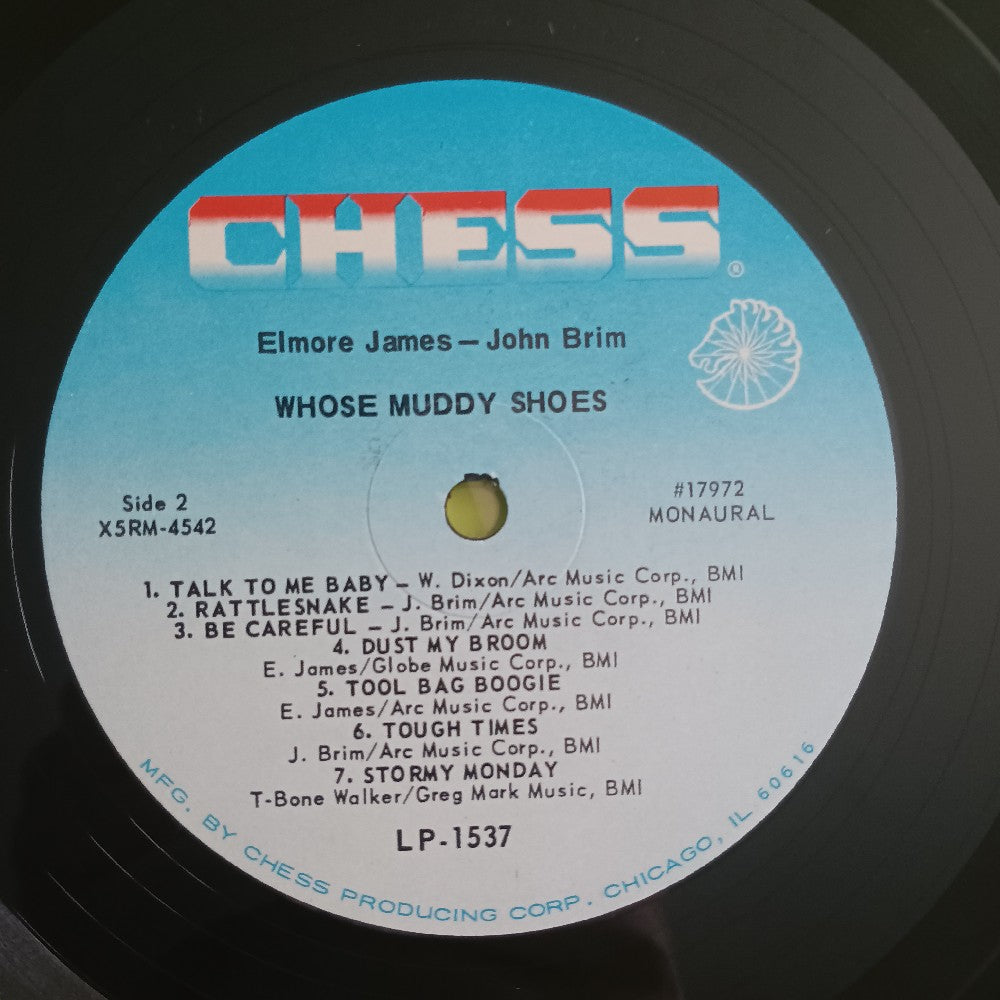 CHESS ®
Elmore James – John Brim
WHOSE MUDDY SHOES
Side 2
X5RM-4542
#17972
MONAURAL
1. TALK TO ME BABY – W. Dixon/Arc Music Corp., BMI
2. RATTLESNAKE – J. Brim/Arc Music Corp., BMI
3. BE CAREFUL – J. Brim/Arc Music Corp., BMI
4. DUST MY BROOM
E. James/Globe Music Corp., BMI
5. TOOL BAG BOOGIE
E. James/Arc Music Corp., BMI
6. TOUGH TIMES
J. Brim/Arc Music Corp., BMI
7. STORMY MONDAY
T-Bone Walker/Greg Mark Music, BMI
LP-1537
MFG. BY CHESS PRODUCING CORP. CHICAGO, IL 60616